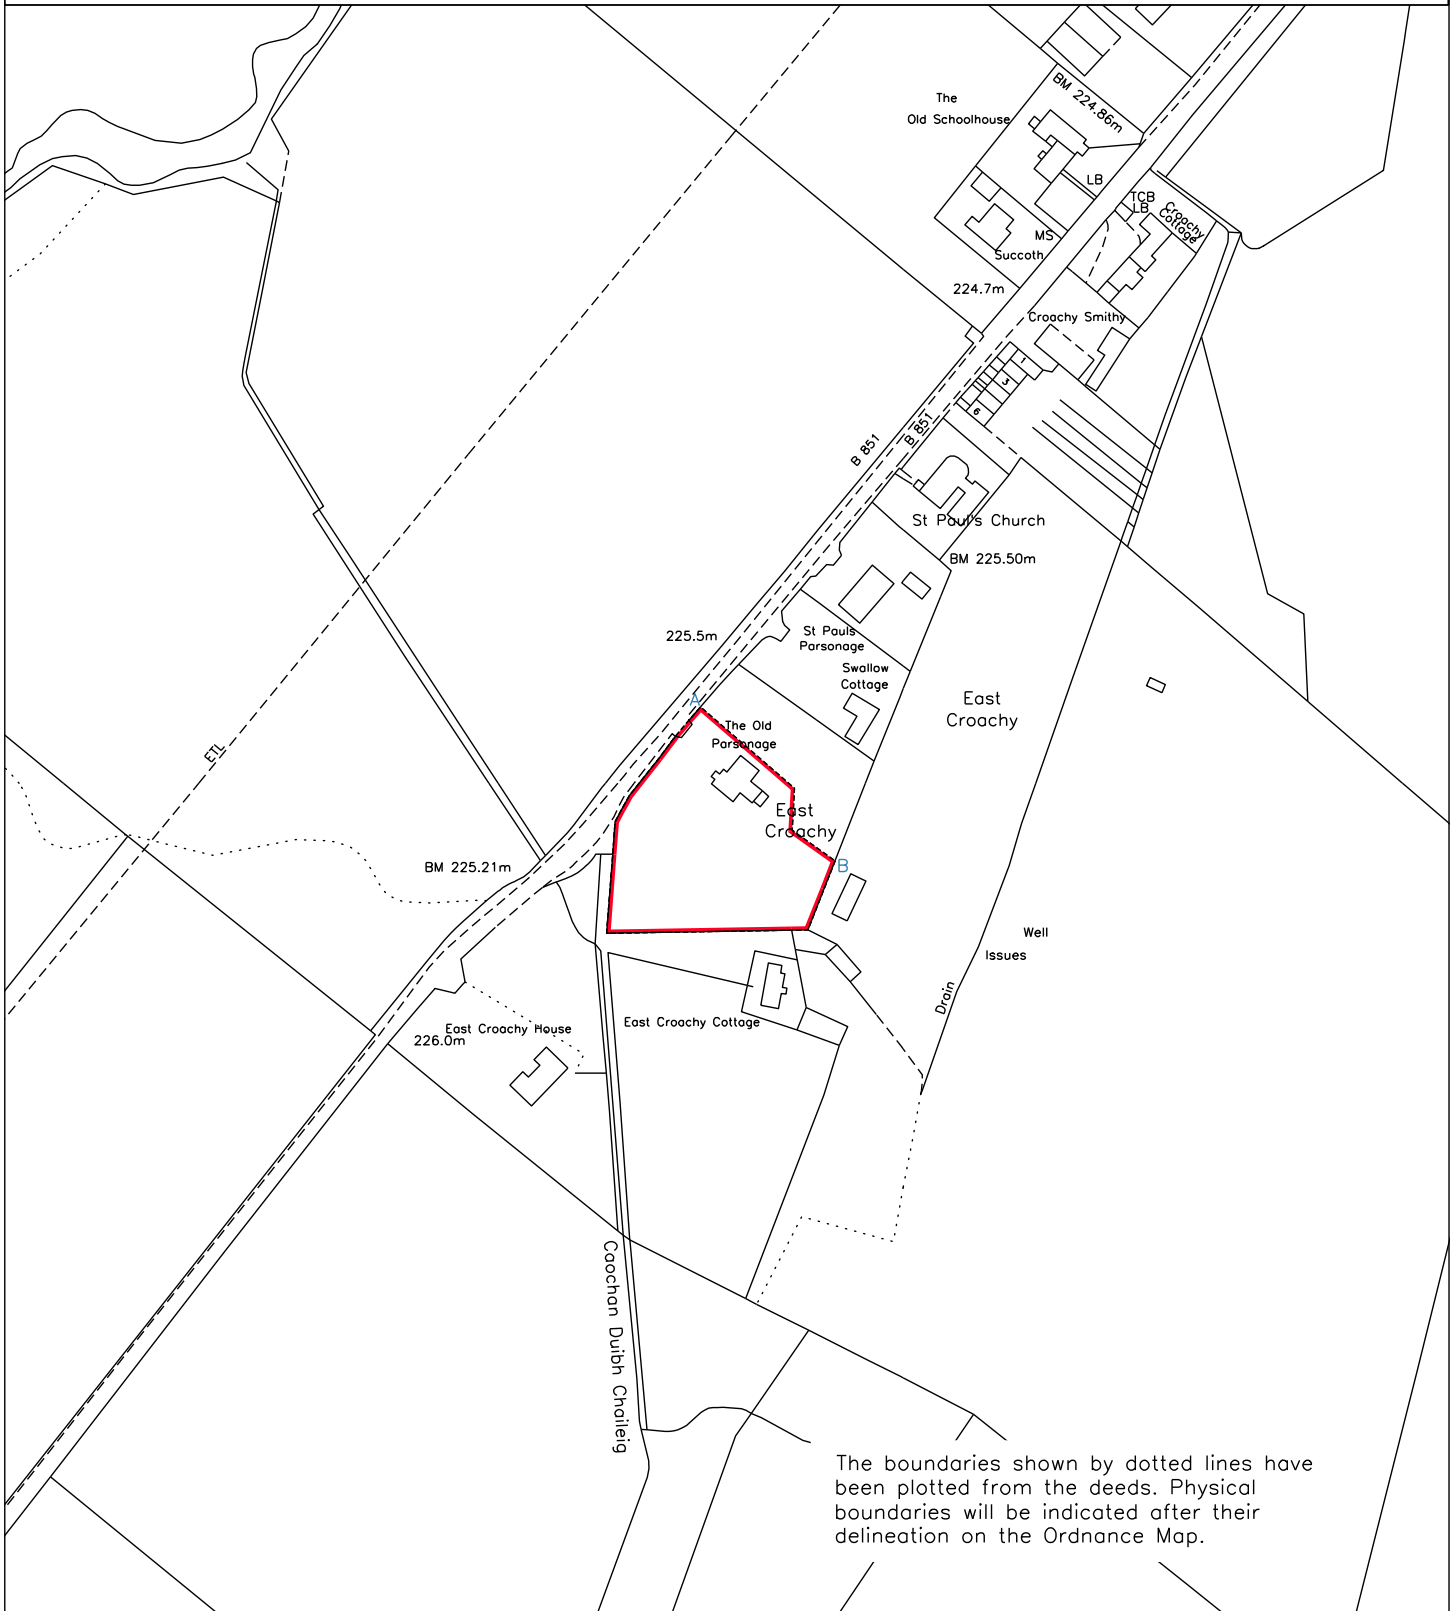 The
Old Schoolhouse
BM 224.86m
LB
TCB
LB
Croachy
Cottage
MS
Succoth
224.7m
Croachy Smithy
1
3
6
B 851
B 851
St Paul's Church
BM 225.50m
225.5m
St Pauls
Parsonage
Swallow
Cottage
East
Croachy
A
The Old
Parsonage
ETL
East
Croachy
B
BM 225.21m
Well
Issues
Drain
East Croachy House
226.0m
East Croachy Cottage
Caochan Duibh Chaileig
The boundaries shown by dotted lines have
been plotted from the deeds. Physical
boundaries will be indicated after their
delineation on the Ordnance Map.